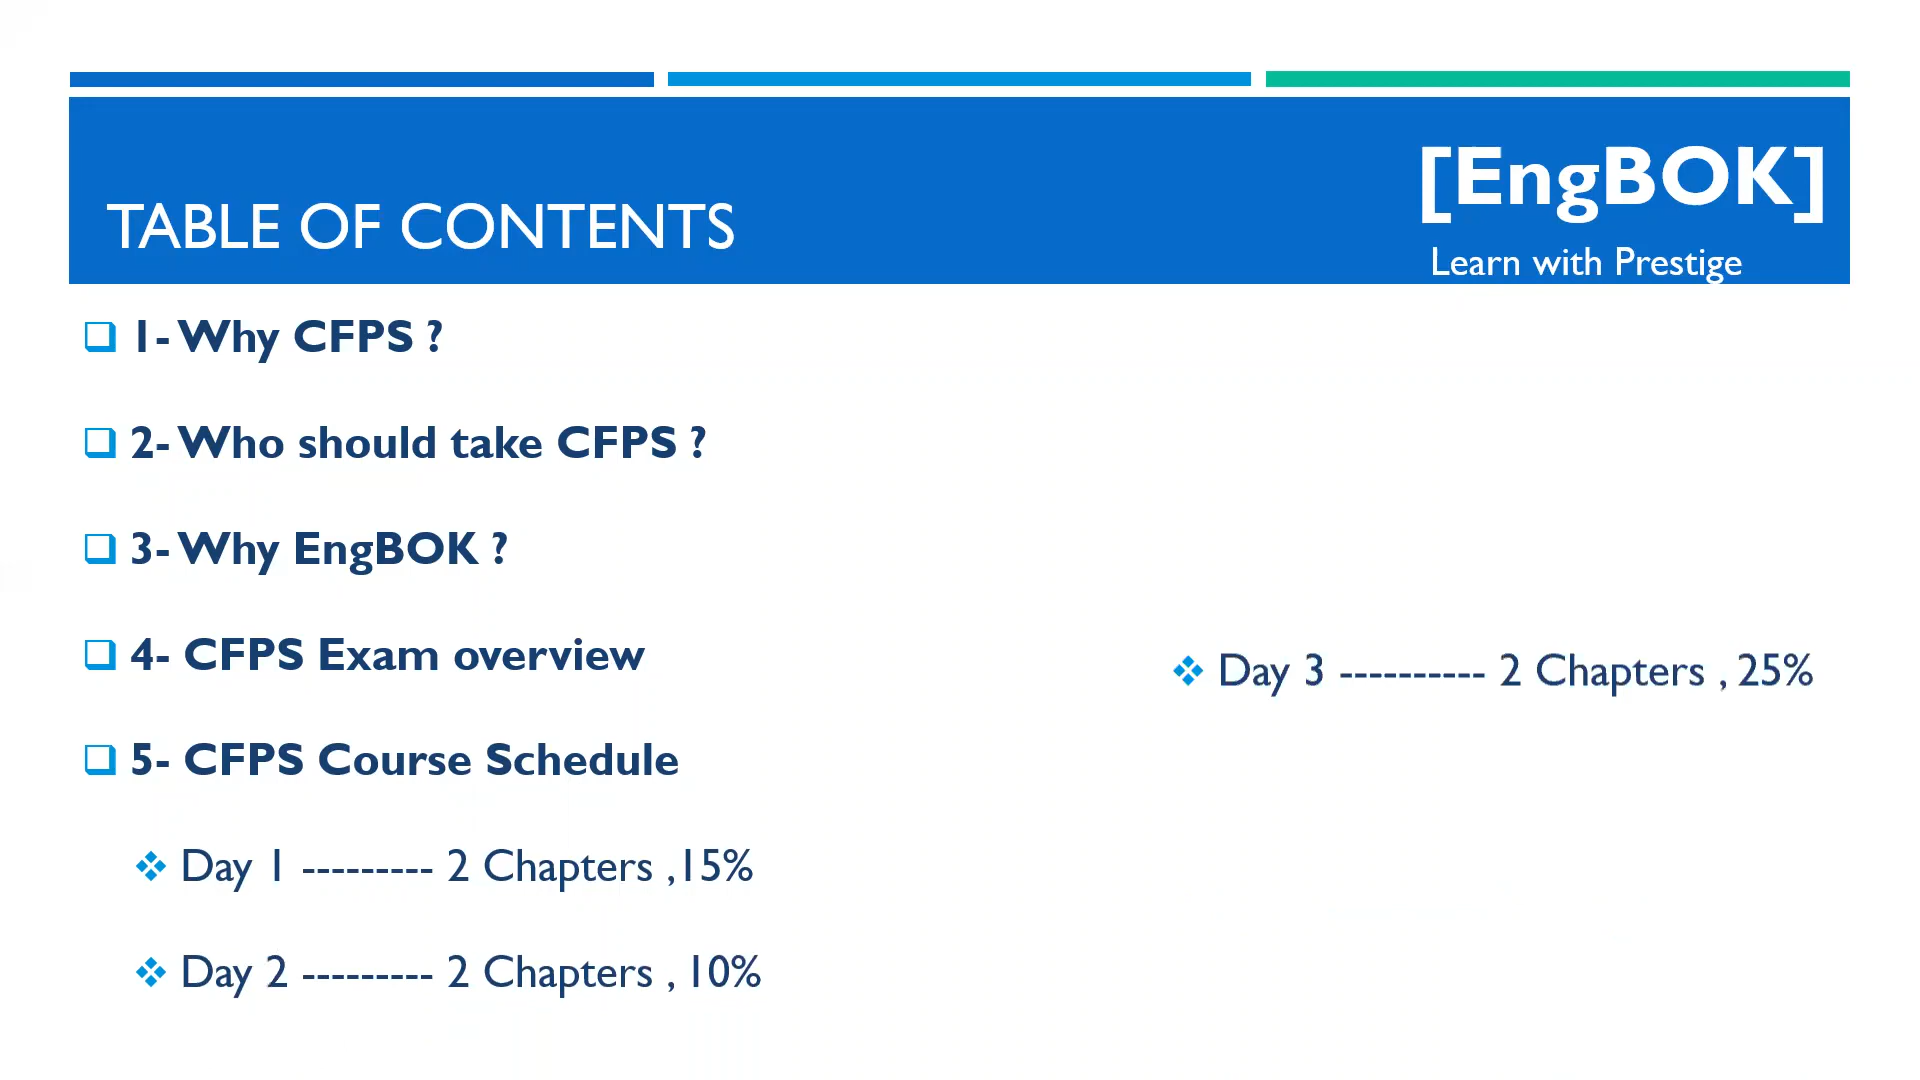 TABLE OF CONTENTS
[EngBOK]
Learn with Prestige
1- Why CFPS ?
2- Who should take CFPS ?
3- Why EngBOK ?
4- CFPS Exam overview
5- CFPS Course Schedule
Day 1 --------- 2 Chapters ,15%
Day 2 --------- 2 Chapters , 10%
Day 3 ---------- 2 Chapters , 25%